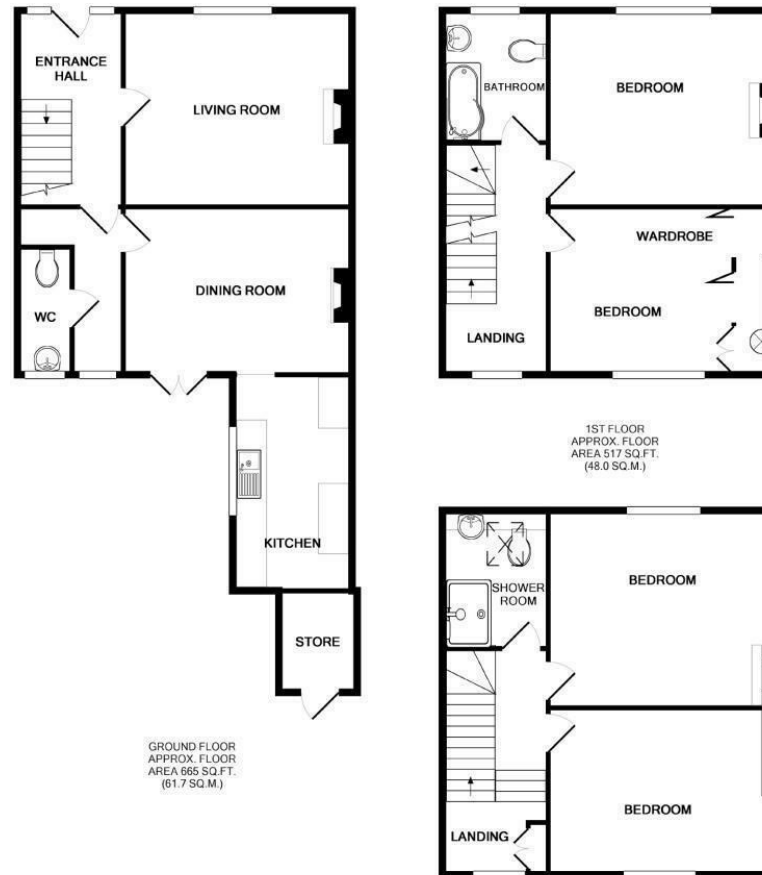 ENTRANCE
HALL
LIVING ROOM
DINING ROOM
WC
KITCHEN
STORE
GROUND FLOOR
APPROX. FLOOR
AREA 665 SQ.FT.
(61.7 SQ.M.)
BATHROOM
BEDROOM
WARDROBE
BEDROOM
LANDING
1ST FLOOR
APPROX. FLOOR
AREA 517 SQ.FT.
(48.0 SQ.M.)
SHOWER
ROOM
BEDROOM
BEDROOM
LANDING